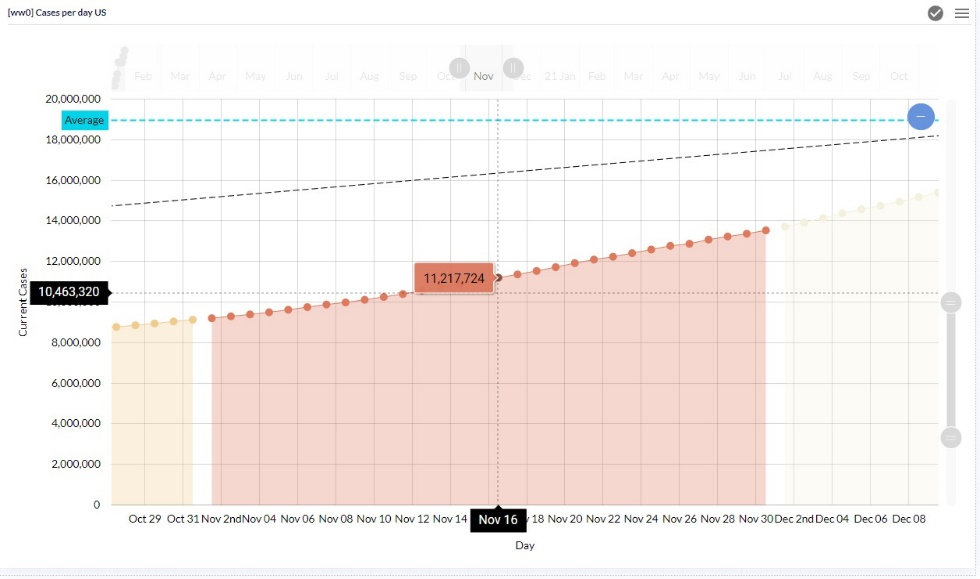 [ww0] Cases per day US
Feb Mar Apr May Jun Jul Aug Sep Nov 21 Jan Feb Mar Apr May Jun Jul Aug Sep Oct
20,000,000
Average
18,000,000
16,000,000
14,000,000
12,000,000
11,217,724
10,463,320
8,000,000
6,000,000
4,000,000
2,000,000
0
Current Cases
Oct 29 Oct 31 Nov 2nd Nov 04 Nov 06 Nov 08 Nov 10 Nov 12 Nov 14 Nov 16 18 Nov 20 Nov 22 Nov 24 Nov 26 Nov 28 Nov 30 Dec 2nd Dec 04 Dec 06 Dec 08
Day